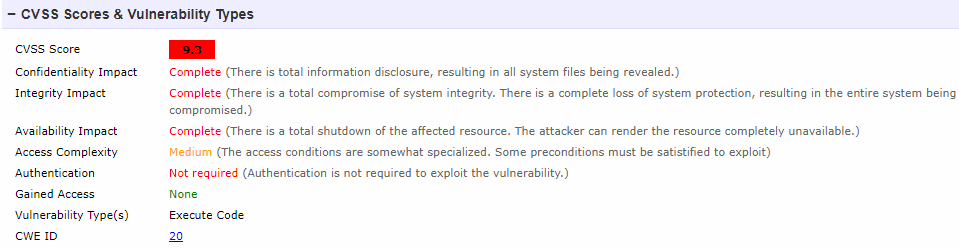 − CVSS Scores & Vulnerability Types
CVSS Score 9.3
Confidentiality Impact Complete (There is total information disclosure, resulting in all system files being revealed.)
Integrity Impact Complete (There is a total compromise of system integrity. There is a complete loss of system protection, resulting in the entire system being
compromised.)
Availability Impact Complete (There is a total shutdown of the affected resource. The attacker can render the resource completely unavailable.)
Access Complexity Medium (The access conditions are somewhat specialized. Some preconditions must be satistified to exploit)
Authentication Not required (Authentication is not required to exploit the vulnerability.)
Gained Access None
Vulnerability Type(s) Execute Code
CWE ID 20